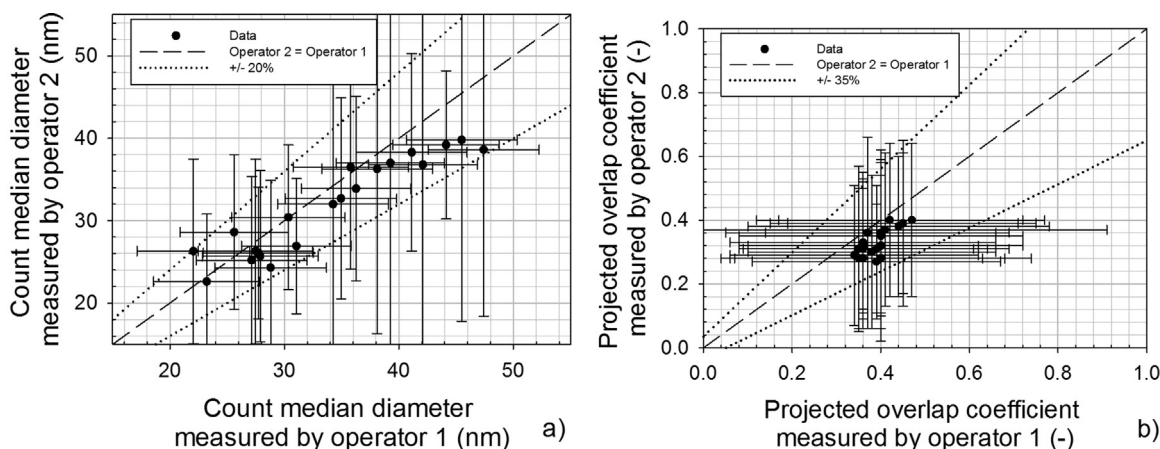 Count median diameter
measured by operator 2 (nm)
50
40
30
20
Data
Operator 2 = Operator 1
+/- 20%
20
30
40
50
Count median diameter
measured by operator 1 (nm)
a)
Projected overlap coefficient
measured by operator 2 (-)
1.0
0.8
0.6
0.4
0.2
0.0
Data
Operator 2 = Operator 1
+/- 35%
0.0
0.2
0.4
0.6
0.8
1.0
Projected overlap coefficient
measured by operator 1 (-)
b)